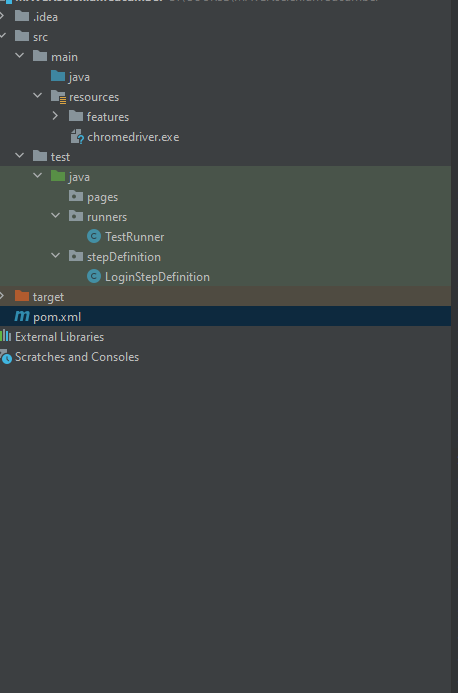 .idea
src
main
java
resources
features
chromedriver.exe
test
java
pages
runners
TestRunner
stepDefinition
LoginStepDefinition
target
pom.xml
External Libraries
Scratches and Consoles